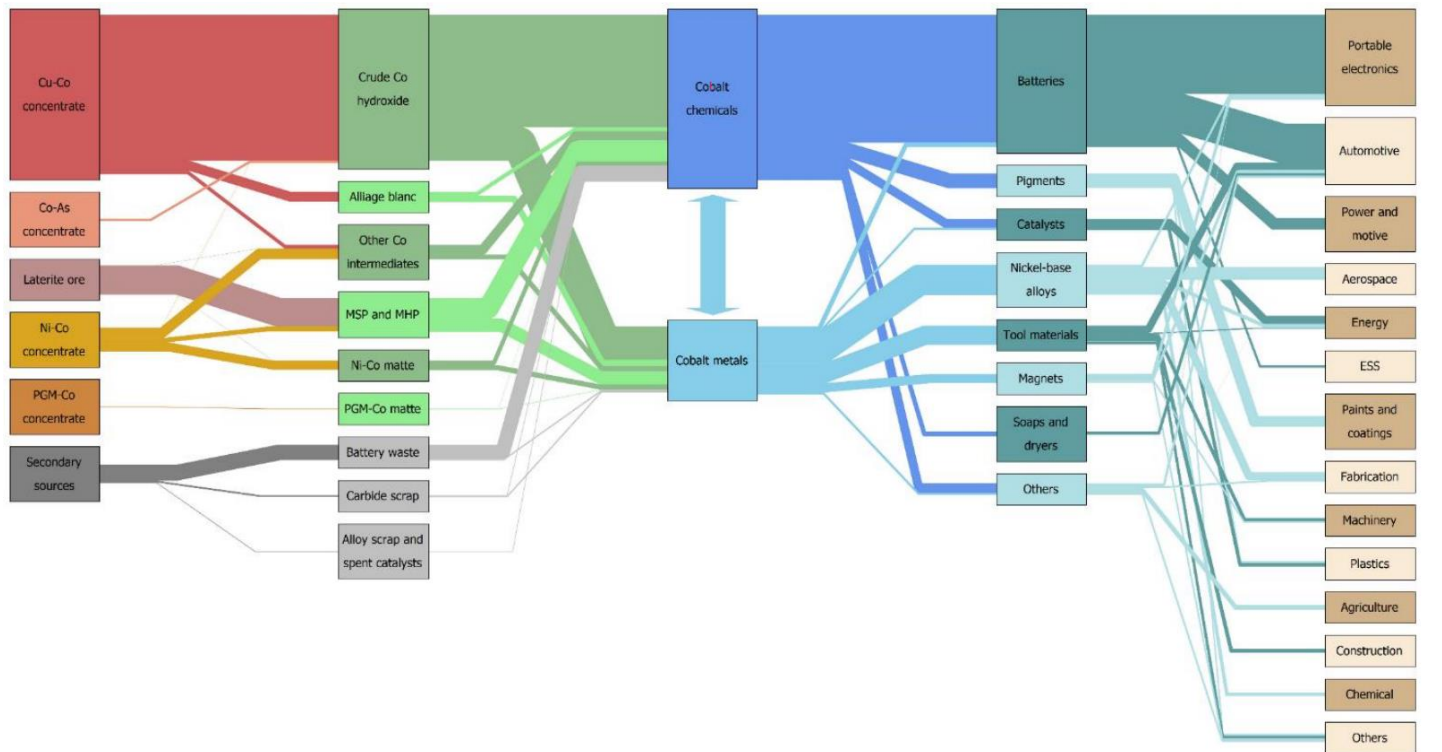 Cu-Co
concentrate
Co-As
concentrate
Laterite ore
Ni-Co
concentrate
PGM-Co
concentrate
Secondary
sources
Crude Co
hydroxide
Alliage blanc
Other Co
intermediates
MSP and MHP
Ni-Co matte
PGM-Co matte
Battery waste
Carbide scrap
Alloy scrap and
spent catalysts
Cobalt
chemicals
Cobalt metals
Batteries
Pigments
Catalysts
Nickel-base
alloys
Tool materials
Magnets
Soaps and
dryers
Others
Portable
electronics
Automotive
Power and
motive
Aerospace
Energy
ESS
Paints and
coatings
Fabrication
Machinery
Plastics
Agriculture
Construction
Chemical
Others